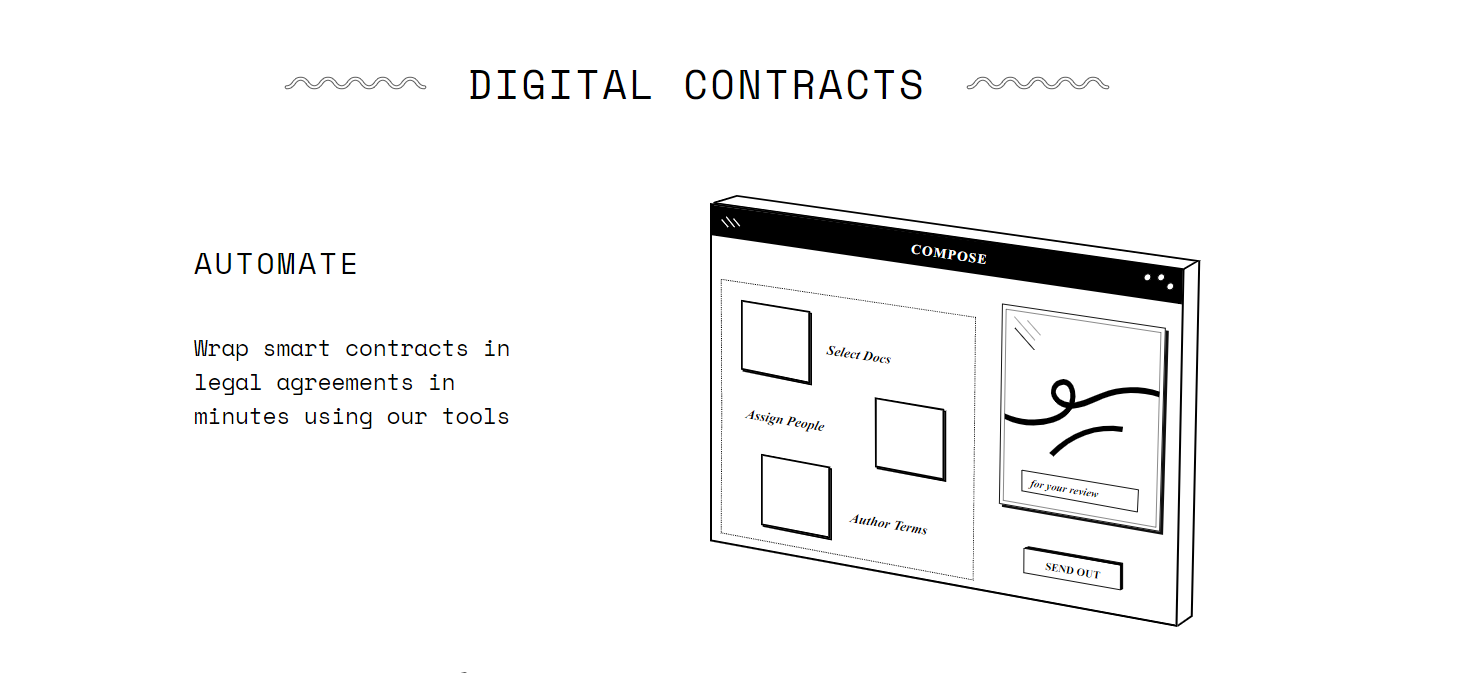 DIGITAL CONTRACTS
AUTOMATE
Wrap smart contracts in
legal agreements in
minutes using our tools
COMPOSE
Select Docs
Assign People
Author Terms
for your review
SEND OUT